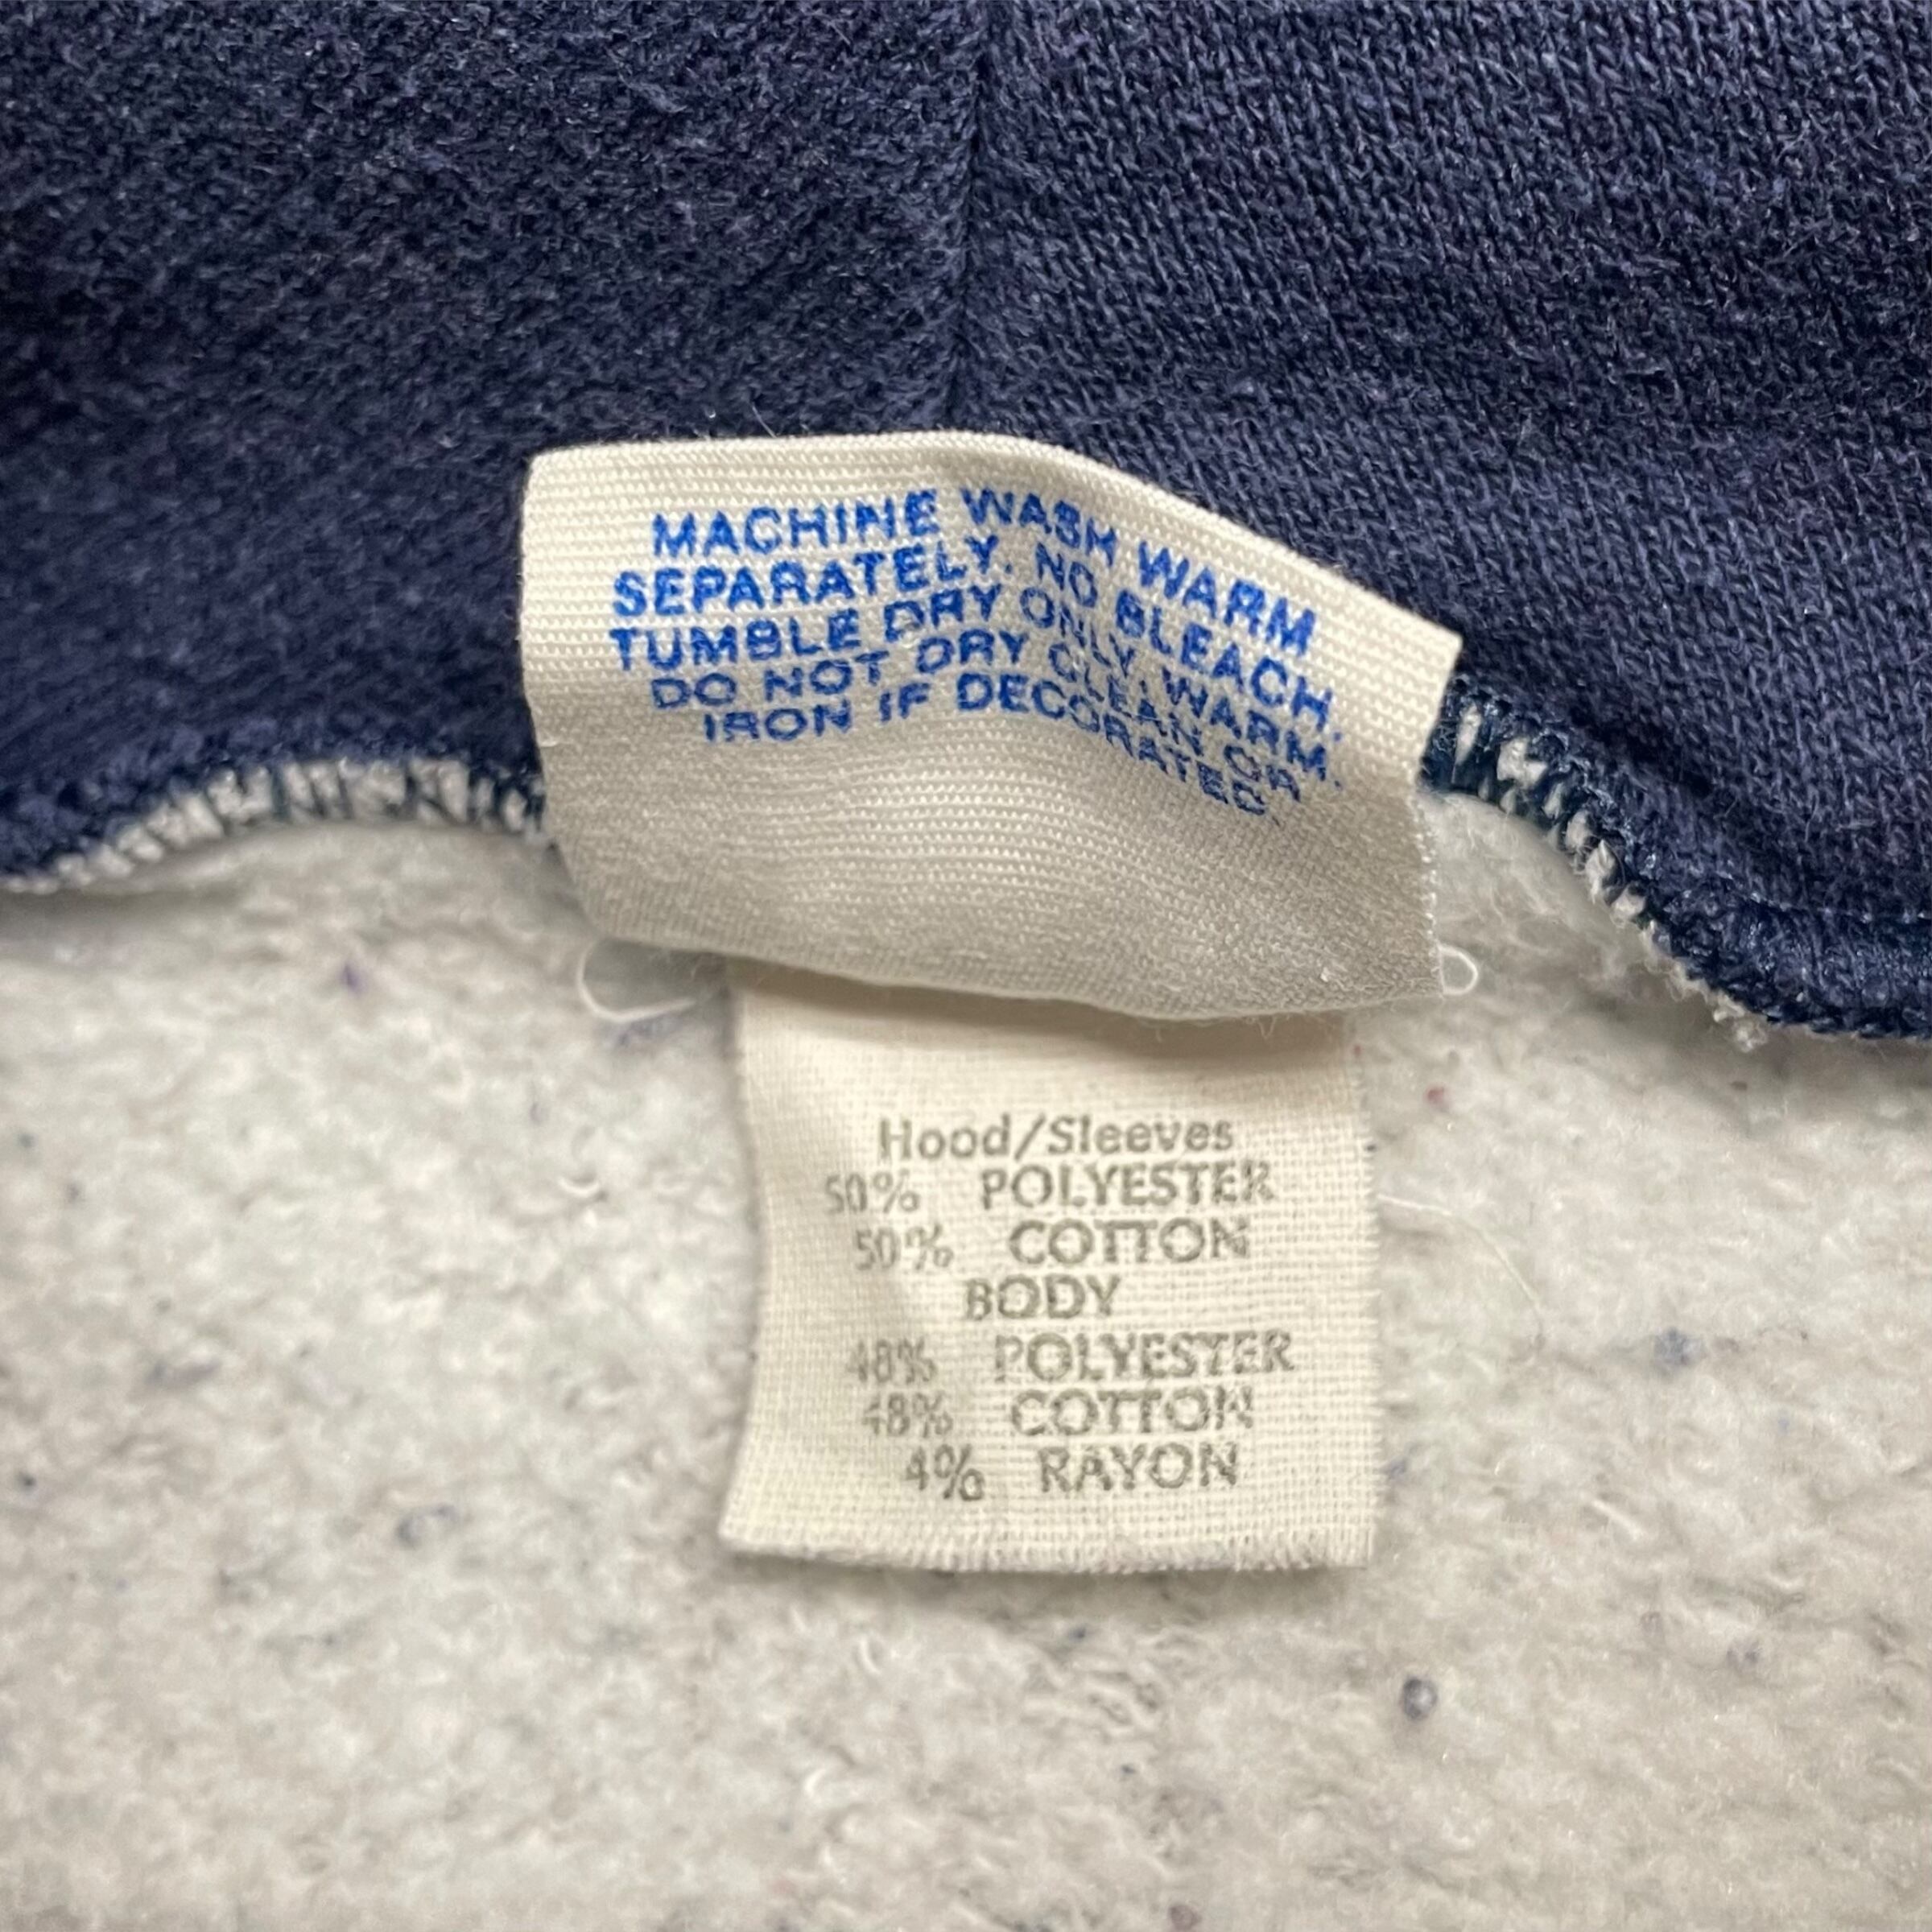 MACHINE WASH WARM
SEPARATELY. NO BLEACH.
TUMBLE DRY ONLY, WARM.
DO NOT DRY CLEAN OR
IRON IF DECORATED.
Hood/Sleeves
50% POLYESTER
50% COTTON
BODY
48% POLYESTER
48% COTTON
4% RAYON